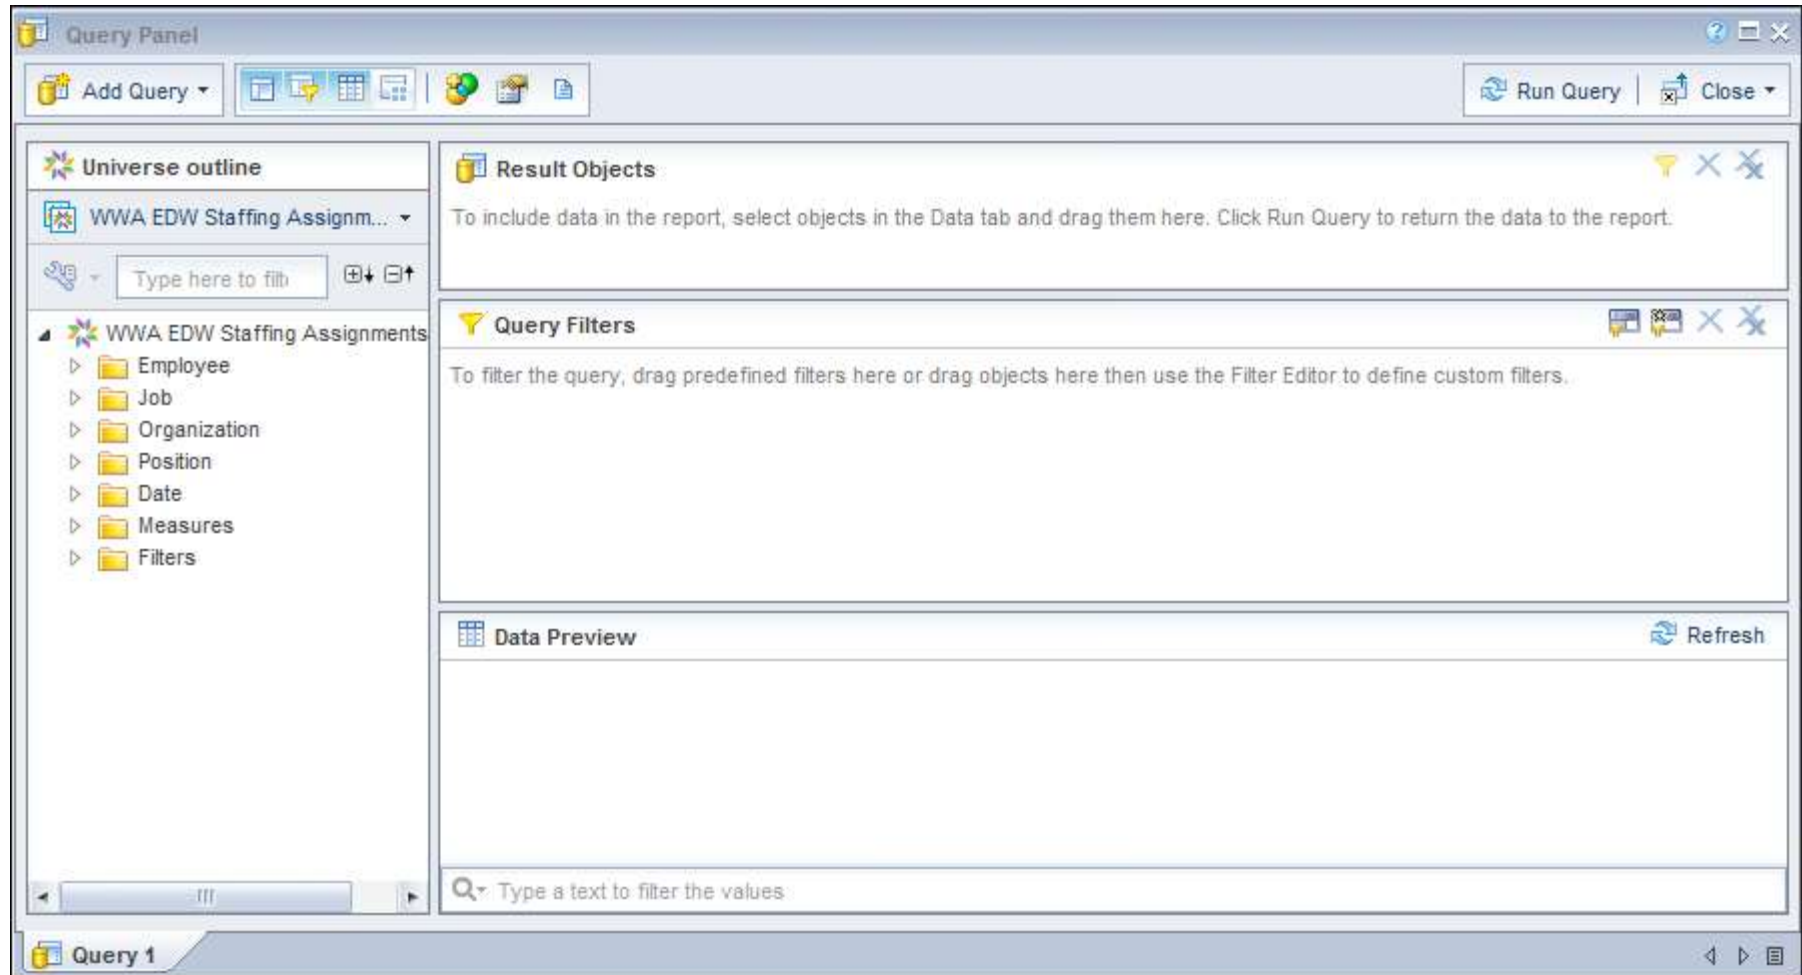 Query Panel
Add Query
Run Query
Close
Universe outline
WWA EDW Staffing Assignm...
Type here to filt
WWA EDW Staffing Assignments
Employee
Job
Organization
Position
Date
Measures
Filters
Result Objects
To include data in the report, select objects in the Data tab and drag them here. Click Run Query to return the data to the report.
Query Filters
To filter the query, drag predefined filters here or drag objects here then use the Filter Editor to define custom filters.
Data Preview
Refresh
Type a text to filter the values
Query 1